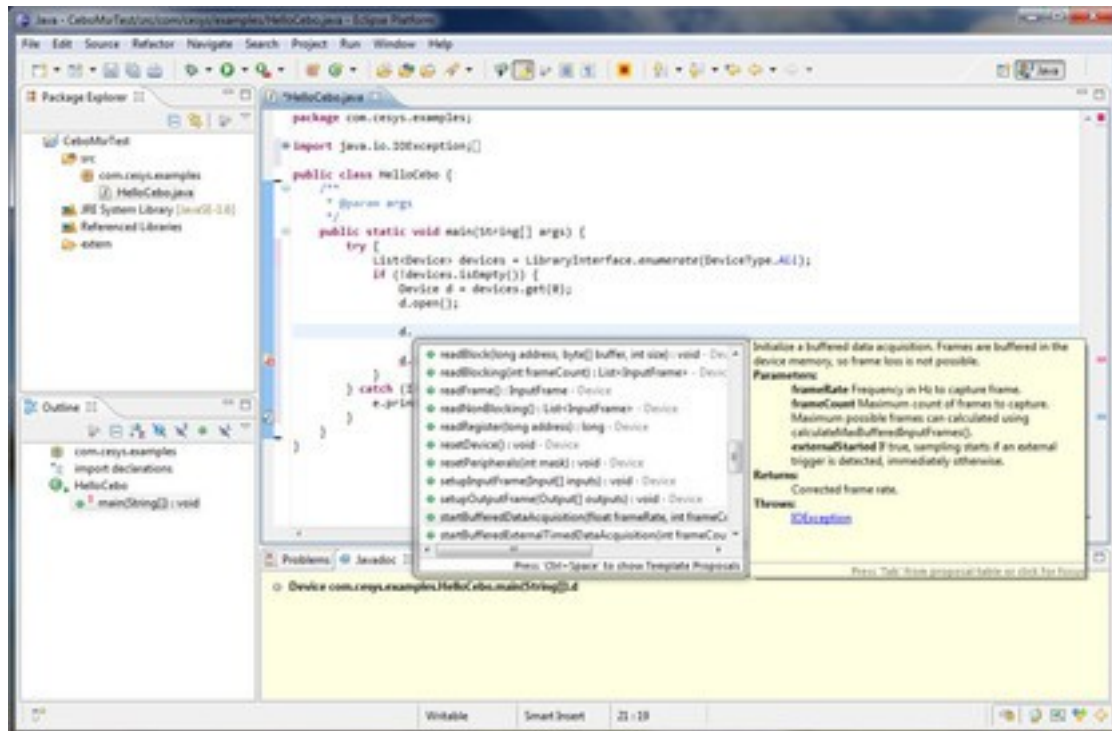 Java - CeboMsrTest/src/com/cesys/examples/HelloCebo.java - Eclipse Platform
File Edit Source Refactor Navigate Search Project Run Window Help
Java
Package Explorer
CeboMsrTest
src
com.cesys.examples
HelloCebo.java
JRE System Library [JavaSE-1.6]
Referenced Libraries
extern
*HelloCebo.java
package com.cesys.examples;
import java.io.IOException;
public class HelloCebo {
/**
* @param args
*/
public static void main(String[] args) {
try {
List<Device> devices = LibraryInterface.enumerate(DeviceType.All);
if (!devices.isEmpty()) {
Device d = devices.get(0);
d.open();
d.
d.
}
} catch (I
e.prin
}
}
}
readBlock(long address, byte[] buffer, int size) : void - Dev
readBlocking(int frameCount) : List<InputFrame> - Device
readFrame() : InputFrame - Device
readNonBlocking() : List<InputFrame> - Device
readRegister(long address) : long - Device
resetDevice() : void - Device
resetPeripherals(int mask) : void - Device
setupInputFrame(Input[] inputs) : void - Device
setupOutputFrame(Output[] outputs) : void - Device
startBufferedDataAcquisition(float frameRate, int frameCo
startBufferedExternalTimedDataAcquisition(int frameCou
Press 'Ctrl+Space' to show Template Proposals
Initialize a buffered data acquisition. Frames are buffered in the
device memory, so frame loss is not possible.
Parameters:
frameRate Frequency in Hz to capture frame.
frameCount Maximum count of frames to capture.
Maximum possible frames can calculated using
calculateMaxBufferedInputFrames().
externalStarted If true, sampling starts if an external
trigger is detected, immediately otherwise.
Returns:
Corrected frame rate.
Throws:
IOException
Press 'Tab' from proposal table or click for focus
Outline
com.cesys.examples
import declarations
HelloCebo
main(String[]) : void
Problems @ Javadoc
Device com.cesys.examples.HelloCebo.main(String[]).d
Writable Smart Insert 21 : 19